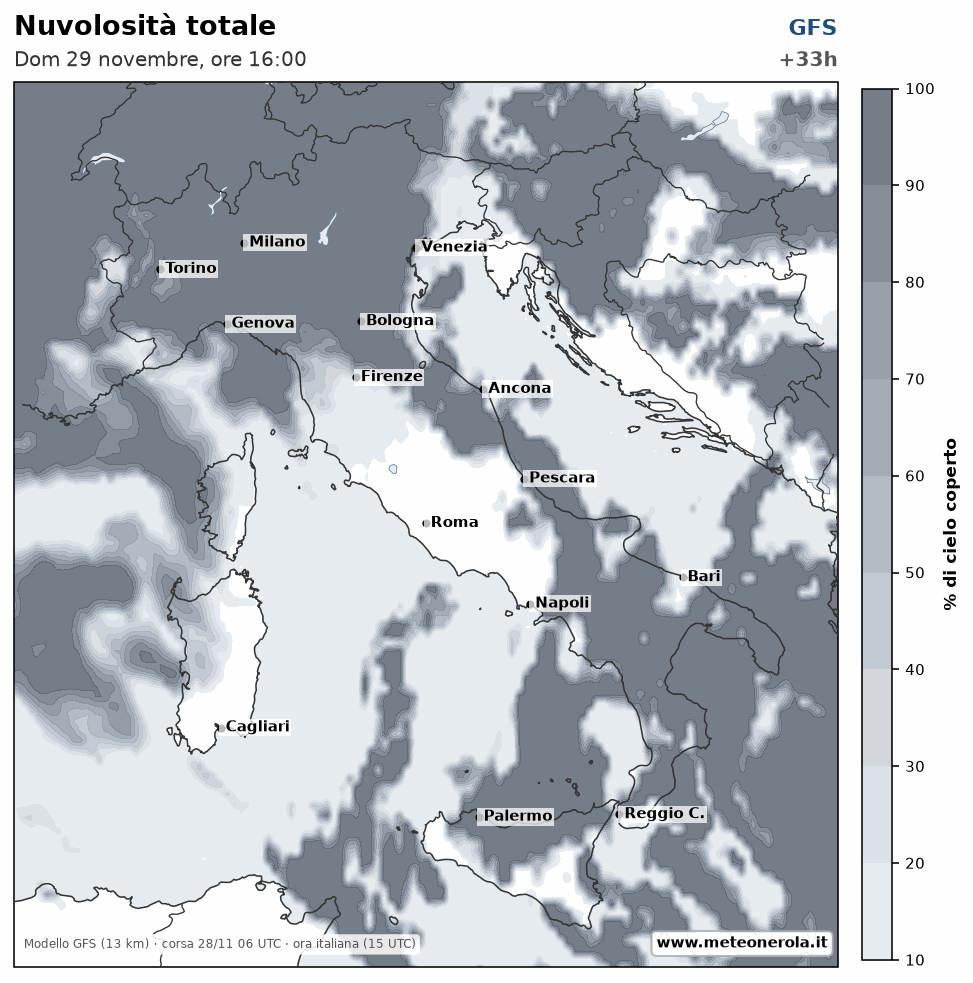 Nuvolosità totale
GFS
Dom 29 novembre, ore 16:00
+33h
100
90
80
70
60
50
40
30
20
10
% di cielo coperto
Milano
Venezia
Torino
Genova
Bologna
Firenze
Ancona
Pescara
Roma
Bari
Napoli
Cagliari
Palermo
Reggio C.
Modello GFS (13 km) · corsa 28/11 06 UTC · ora italiana (15 UTC)
www.meteonerola.it